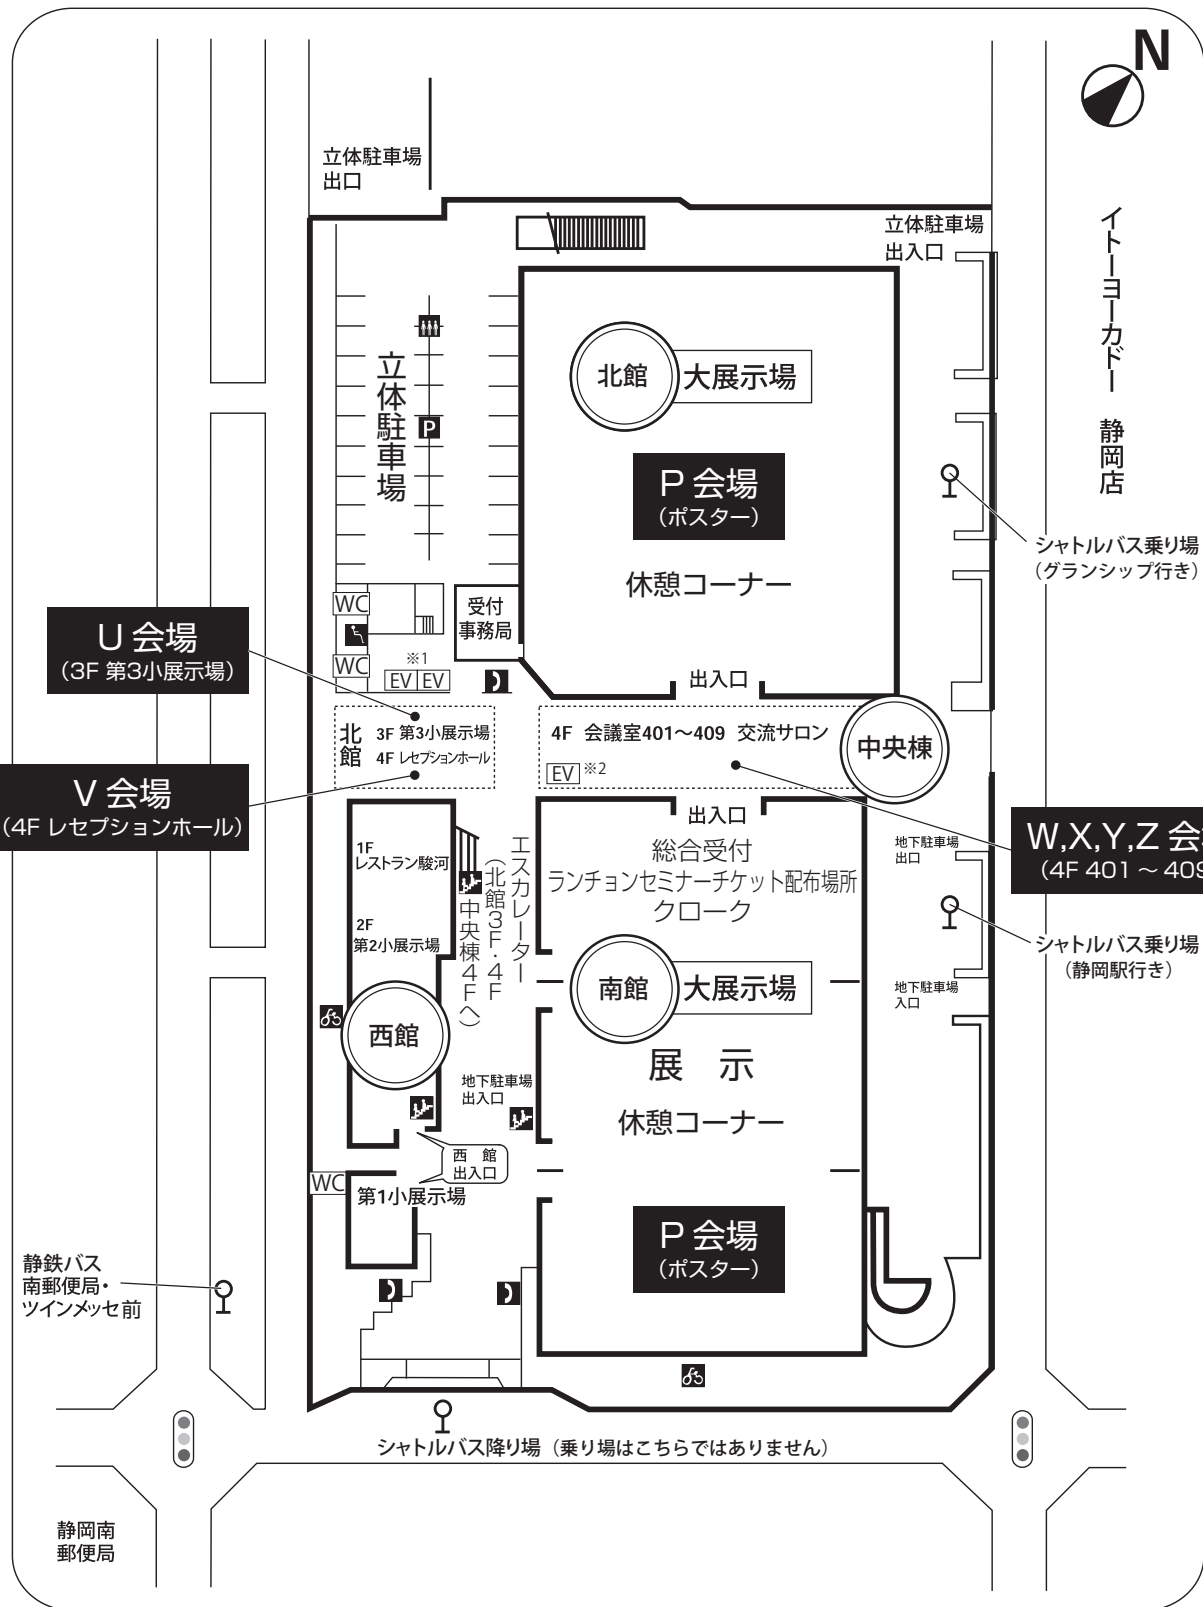 N
立体駐車場
出口
立体駐車場
出入口
イトーヨーカドー 静岡店
北館
大展示場
立体駐車場
P
P 会場
(ポスター)
シャトルバス乗り場
(グランシップ行き)
休憩コーナー
WC
受付
事務局
U 会場
(3F 第3小展示場)
WC
※1
EV EV
出入口
北館
3F 第3小展示場
4F レセプションホール
4F 会議室401〜409 交流サロン
EV ※2
中央棟
V 会場
(4F レセプションホール)
出入口
W,X,Y,Z 会
(4F 401 〜 409
地下駐車場
出口
1F
レストラン駿河
エスカレーター
(北館3F・4F
中央棟4Fへ)
総合受付
ランチョンセミナーチケット配布場所
クローク
2F
第2小展示場
シャトルバス乗り場
(静岡駅行き)
南館
大展示場
地下駐車場
入口
西館
展 示
地下駐車場
出入口
休憩コーナー
西 館
出入口
WC
第1小展示場
P 会場
(ポスター)
静鉄バス
南郵便局・
ツインメッセ前
シャトルバス降り場(乗り場はこちらではありません)
静岡南
郵便局